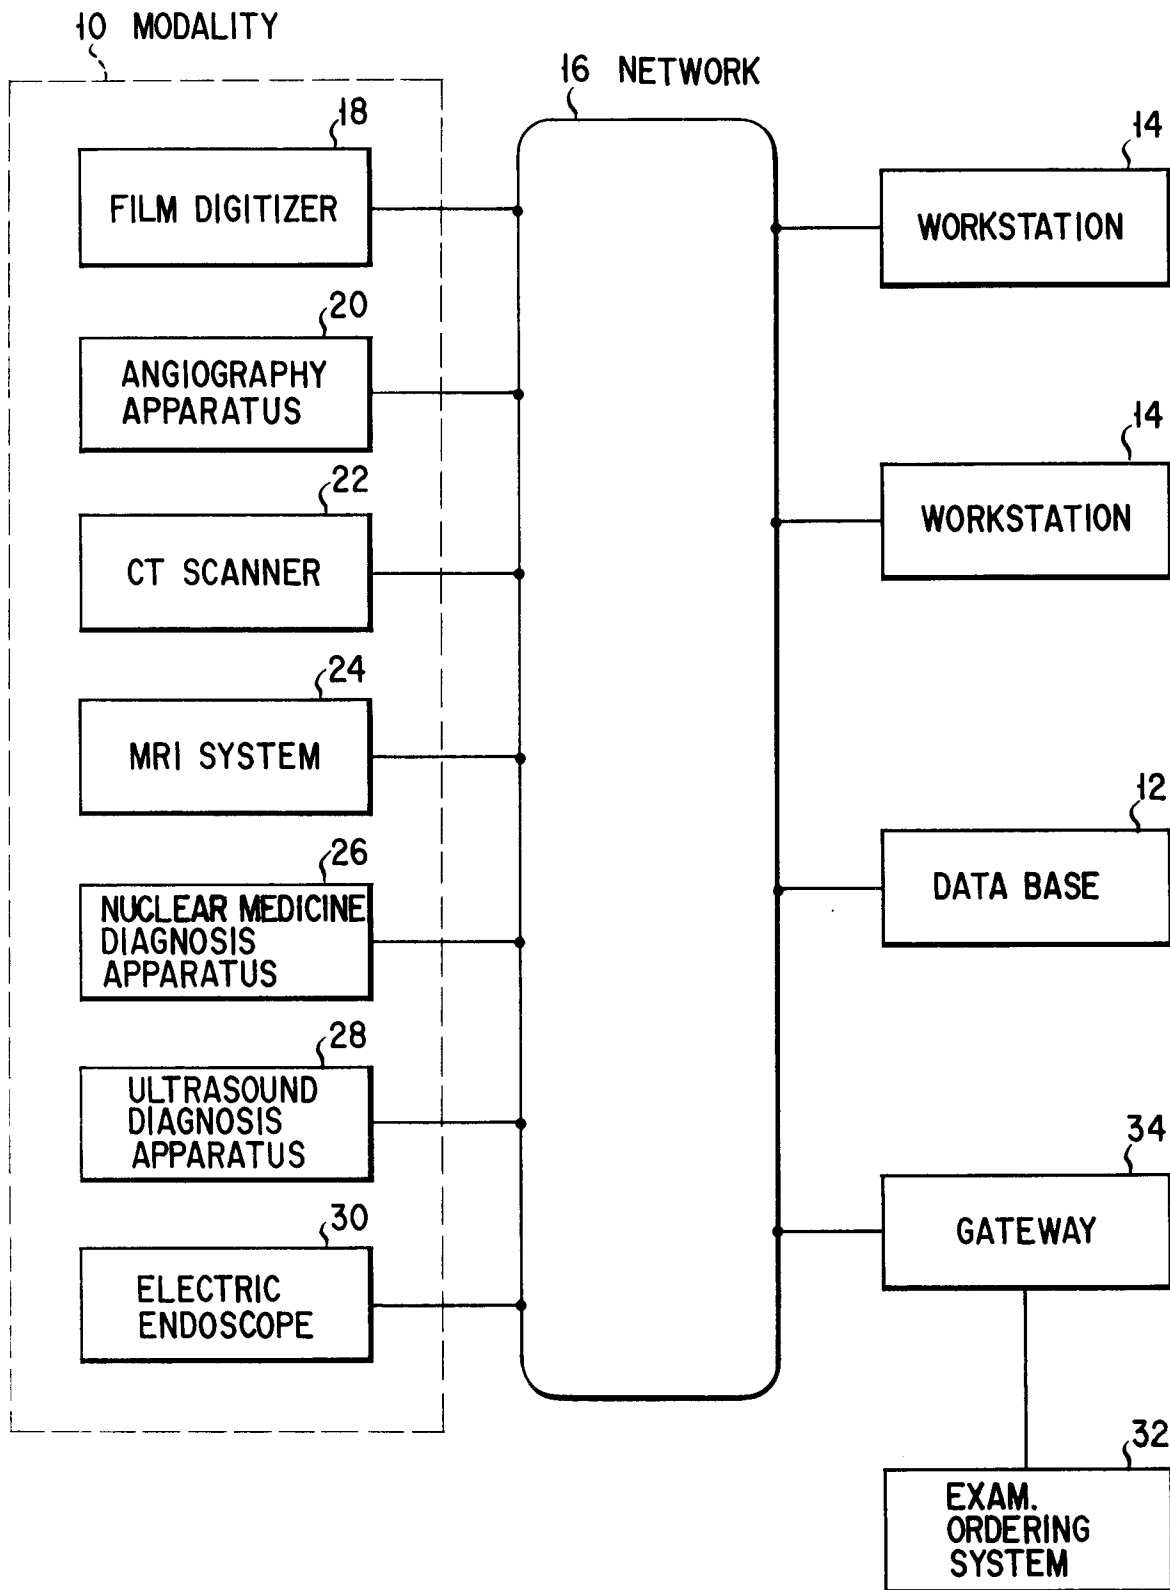 10 MODALITY
18
FILM DIGITIZER
20
ANGIOGRAPHY
APPARATUS
22
CT SCANNER
24
MRI SYSTEM
26
NUCLEAR MEDICINE
DIAGNOSIS
APPARATUS
28
ULTRASOUND
DIAGNOSIS
APPARATUS
30
ELECTRIC
ENDOSCOPE
16 NETWORK
14
WORKSTATION
14
WORKSTATION
12
DATA BASE
34
GATEWAY
32
EXAM.
ORDERING
SYSTEM